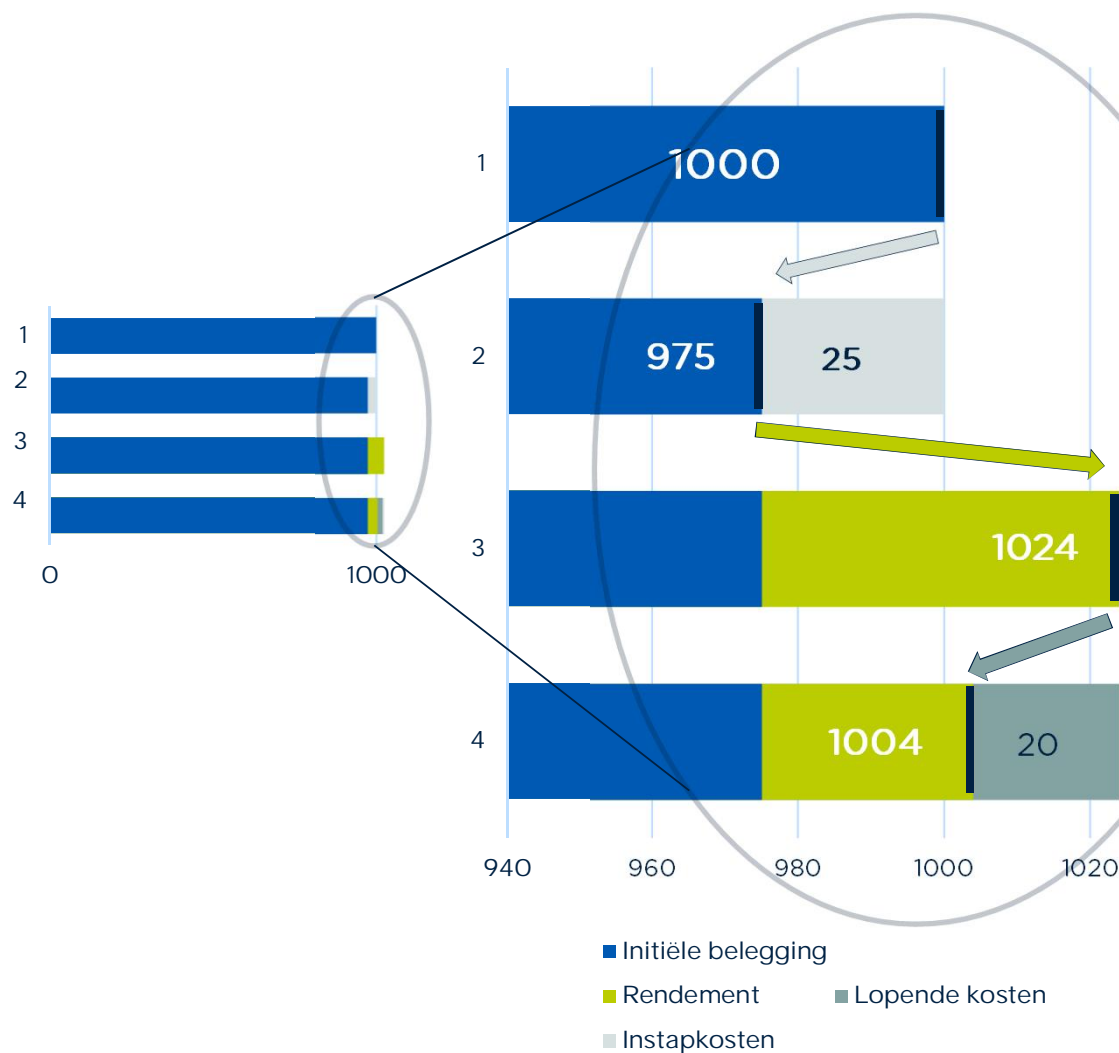 1
2
3
4
0 1000
1 1000
2 975 25
3 1024
4 1004 20
940 960 980 1000 1020
Initiële belegging
Rendement Lopende kosten
Instapkosten